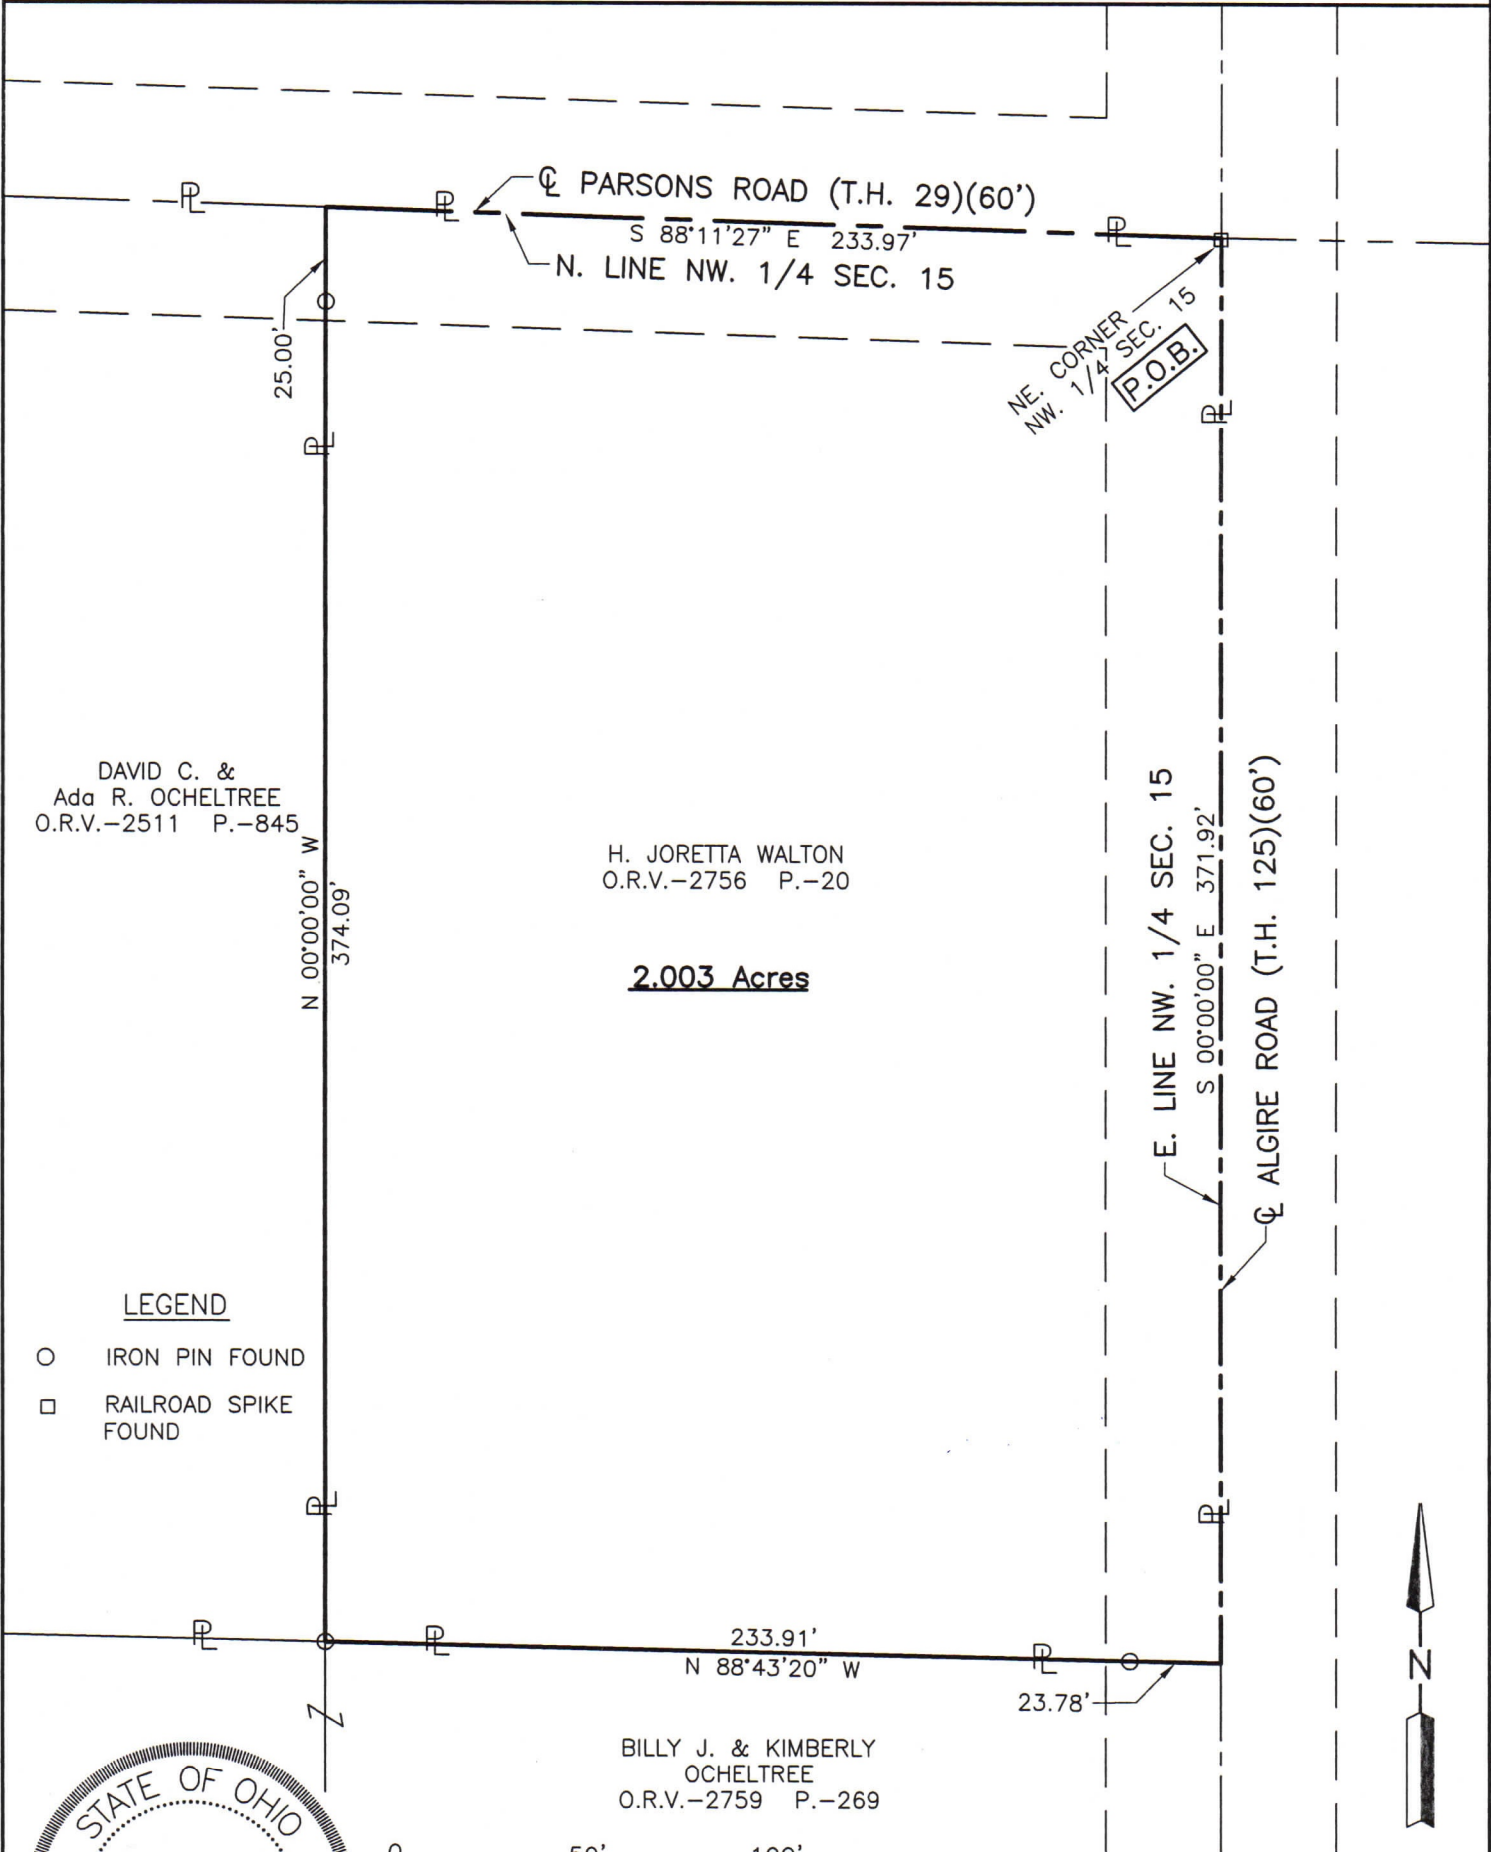 ℄ PARSONS ROAD (T.H. 29)(60')
S 88°11'27" E 233.97'
N. LINE NW. 1/4 SEC. 15
25.00'
NE. CORNER
NW. 1/4 SEC. 15
P.O.B.
DAVID C. &
Ada R. OCHELTREE
O.R.V.-2511 P.-845
N 00°00'00" W
374.09'
H. JORETTA WALTON
O.R.V.-2756 P.-20
2.003 Acres
E. LINE NW. 1/4 SEC. 15
S 00°00'00" E 371.92'
℄ ALGIRE ROAD (T.H. 125)(60')
LEGEND
IRON PIN FOUND
RAILROAD SPIKE
FOUND
233.91'
N 88°43'20" W
23.78'
N
BILLY J. & KIMBERLY
OCHELTREE
O.R.V.-2759 P.-269
STATE OF OHIO
0 50' 100'